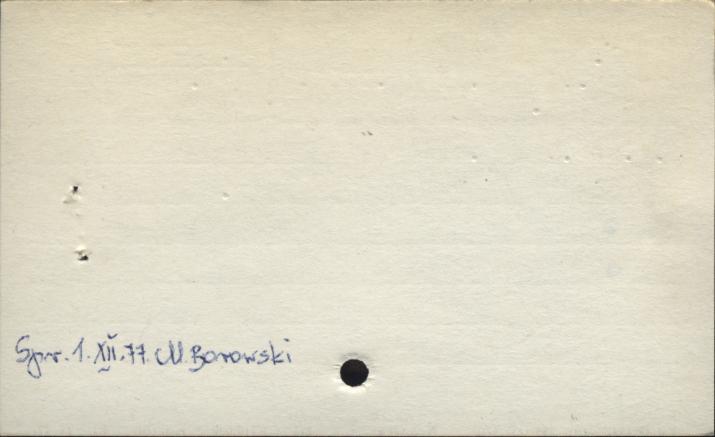 Spr. 1.XII.77 M. Borowski